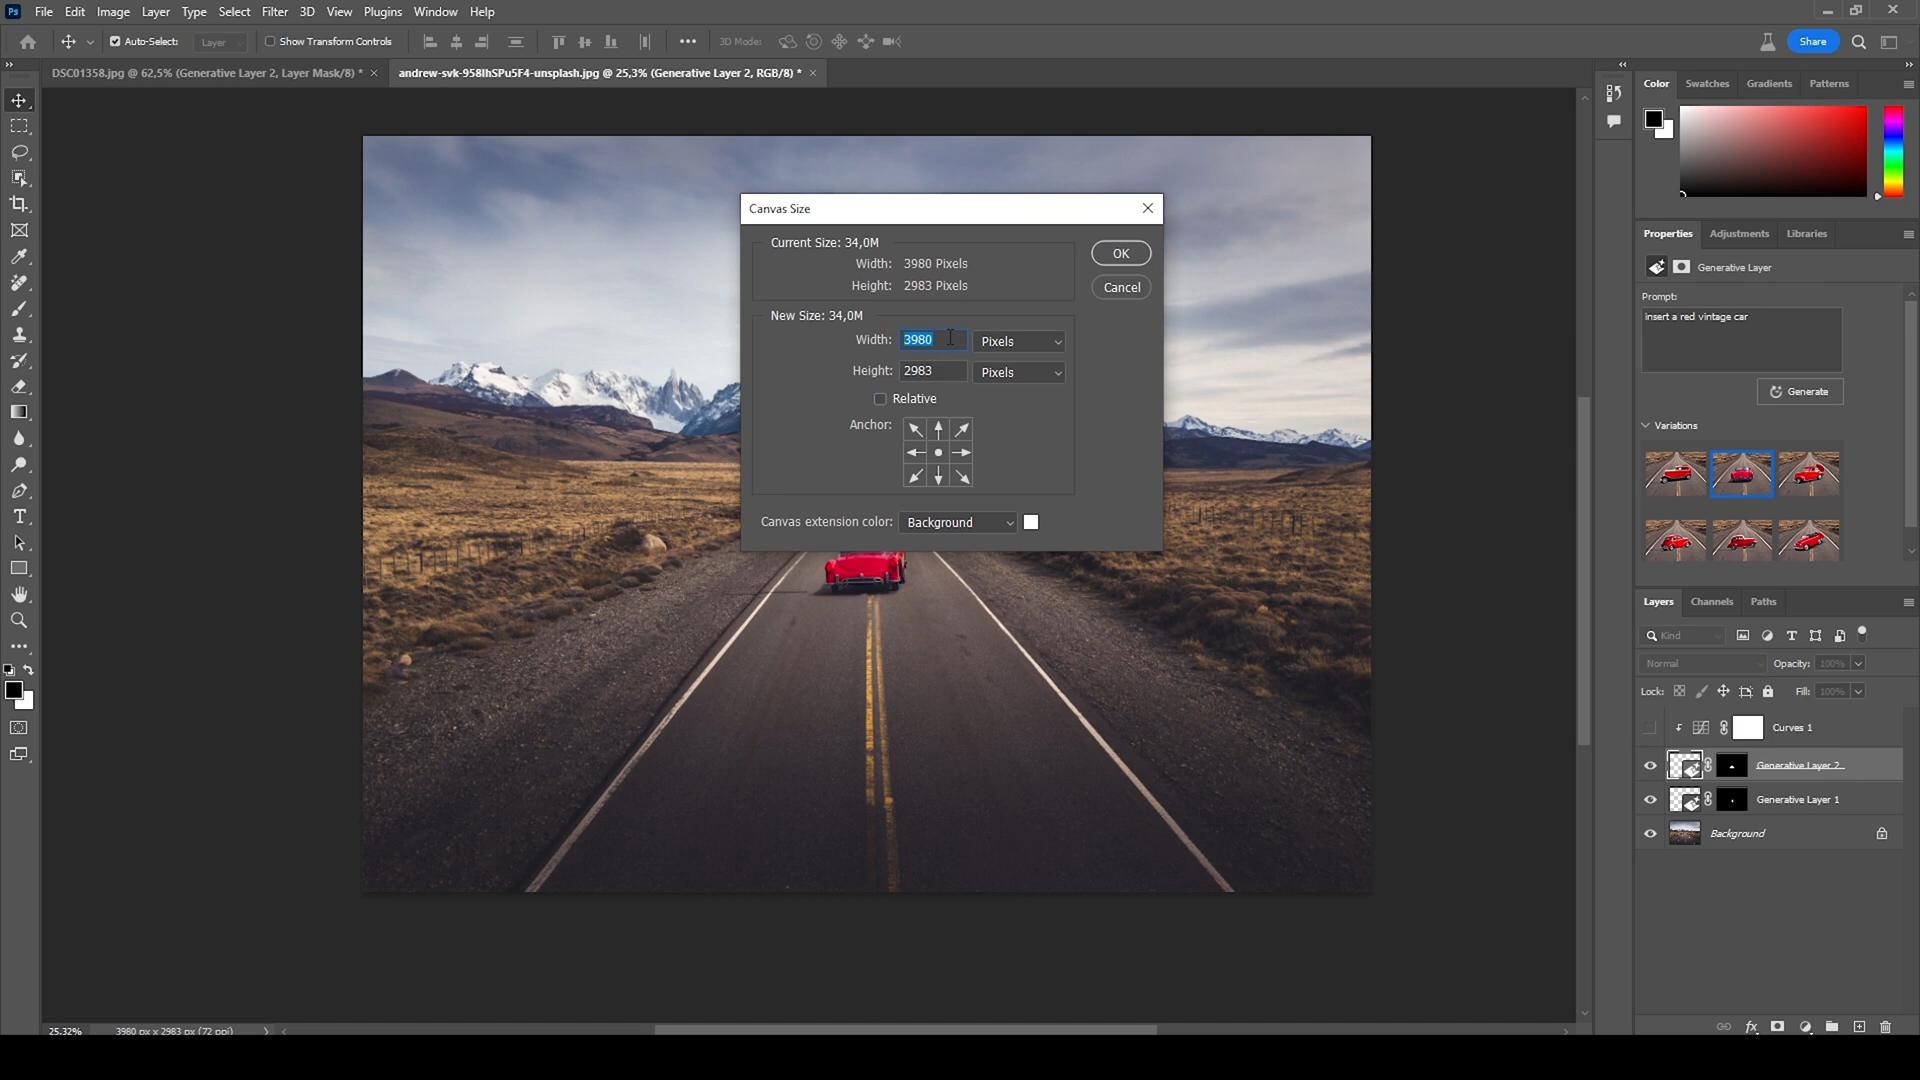 Ps File Edit Image Layer Type Select Filter 3D View Plugins Window Help
Auto-Select: Layer Show Transform Controls 3D Mode: Share
DSC01358.jpg @ 62,5% (Generative Layer 2, Layer Mask/8) *
andrew-svk-958lhSPu5F4-unsplash.jpg @ 25,3% (Generative Layer 2, RGB/8) *
Color Swatches Gradients Patterns
Canvas Size
Current Size: 34,0M
Width: 3980 Pixels
Height: 2983 Pixels
OK
Cancel
New Size: 34,0M
Width: 3980 Pixels
Height: 2983 Pixels
Relative
Anchor:
Canvas extension color: Background
Properties Adjustments Libraries
Generative Layer
Prompt:
insert a red vintage car
Generate
Variations
Layers Channels Paths
Kind
Normal Opacity: 100%
Lock: Fill: 100%
Curves 1
Generative Layer 2
Generative Layer 1
Background
25,32% 3980 px x 2983 px (72 ppi)